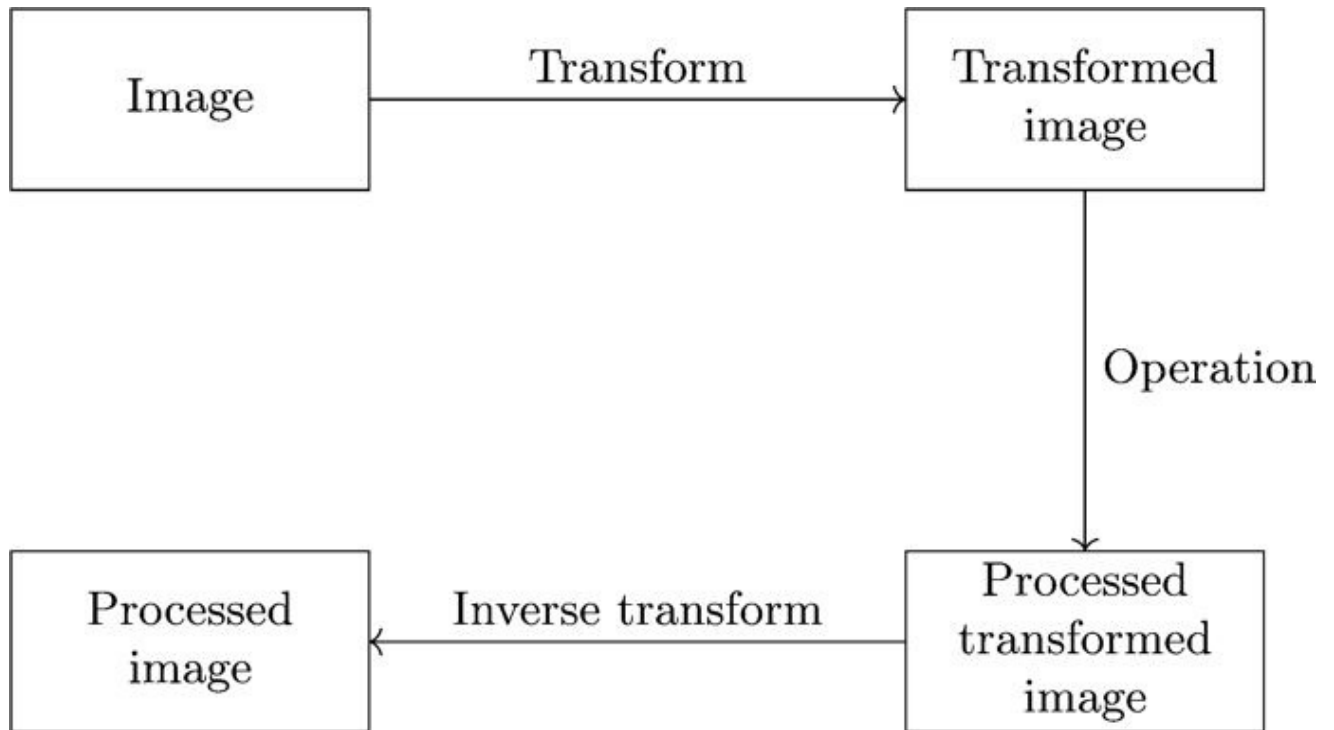 Image
Transform
Transformed
image
Operation
Processed
transformed
image
Inverse transform
Processed
image